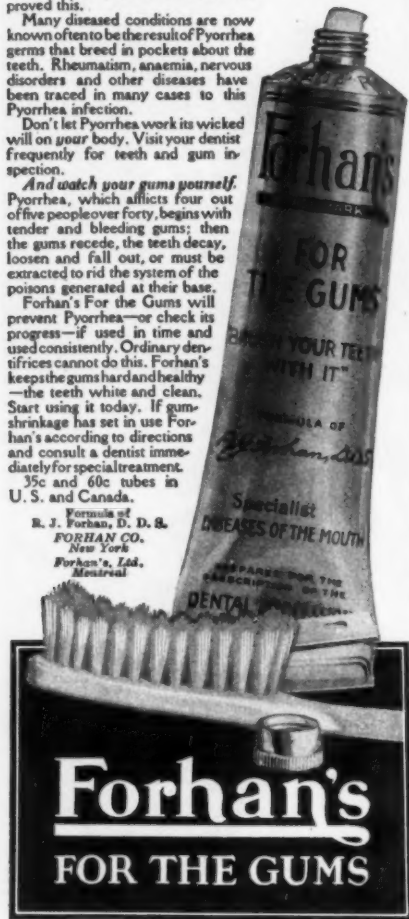 proved this.
Many diseased conditions are now
known often to be the result of Pyorrhea
germs that breed in pockets about the
teeth. Rheumatism, anaemia, nervous
disorders and other diseases have
been traced in many cases to this
Pyorrhea infection.
Don't let Pyorrhea work its wicked
will on your body. Visit your dentist
frequently for teeth and gum in-
spection.
And watch your gums yourself.
Pyorrhea, which afflicts four out
of five people over forty, begins with
tender and bleeding gums; then
the gums recede, the teeth decay,
loosen and fall out, or must be
extracted to rid the system of the
poisons generated at their base.
Forhan's For the Gums will
prevent Pyorrhea—or check its
progress—if used in time and
used consistently. Ordinary den-
tifrices cannot do this. Forhan's
keeps the gums hard and healthy
—the teeth white and clean.
Start using it today. If gum-
shrinkage has set in use For-
han's according to directions
and consult a dentist imme-
diately for special treatment.
35c and 60c tubes in
U. S. and Canada.
Formula of
R. J. Forhan, D. D. S.
FORHAN CO.
New York
Forhan's, Ltd.
Montreal
Forhan's
FOR
THE GUMS
BRUSH YOUR TEETH
WITH IT"
FORMULA OF
R J Forhan, D.D.S.
Specialist
DISEASES OF THE MOUTH
PREPARED FOR THE
PRESCRIPTION OF THE
DENTAL
Forhan's
FOR THE GUMS